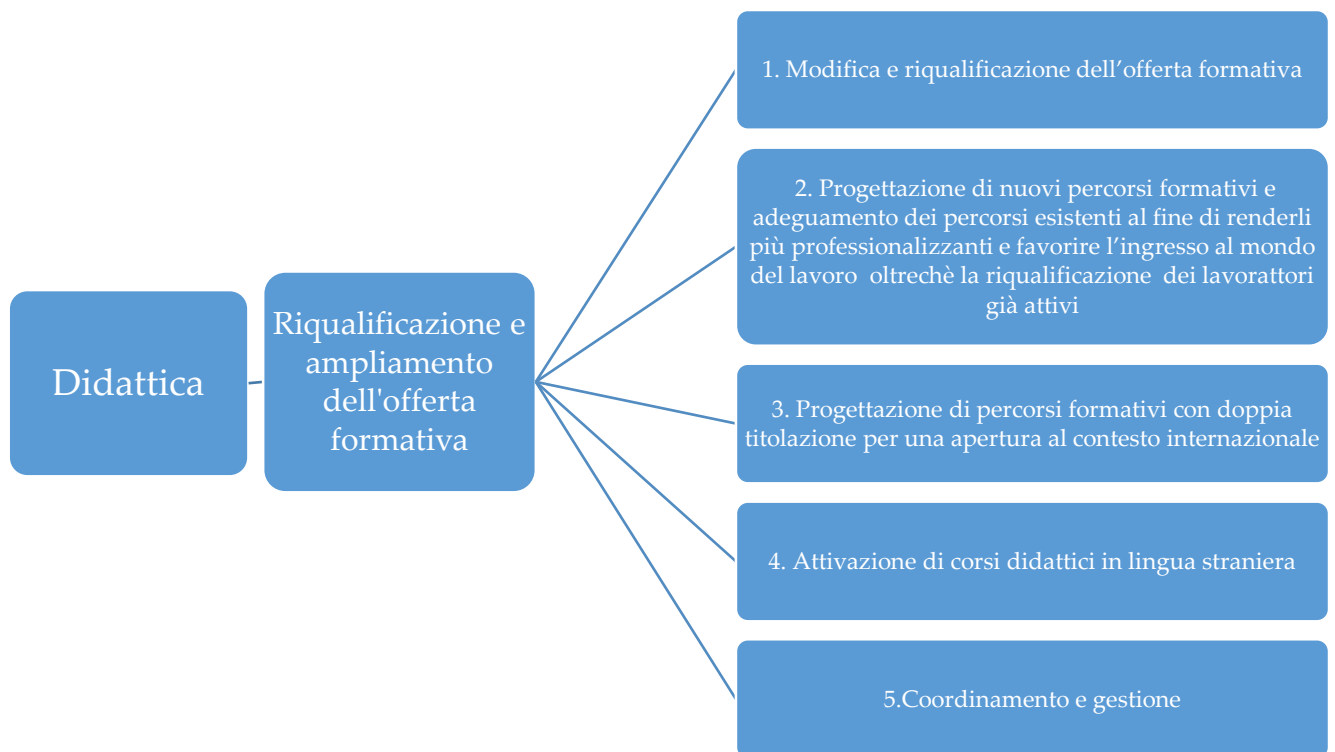 Didattica
Riqualificazione e
ampliamento
dell'offerta
formativa
1. Modifica e riqualificazione dell’offerta formativa
2. Progettazione di nuovi percorsi formativi e
adeguamento dei percorsi esistenti al fine di renderli
più professionalizzanti e favorire l’ingresso al mondo
del lavoro oltrechè la riqualificazione dei lavorattori
già attivi
3. Progettazione di percorsi formativi con doppia
titolazione per una apertura al contesto internazionale
4. Attivazione di corsi didattici in lingua straniera
5.Coordinamento e gestione